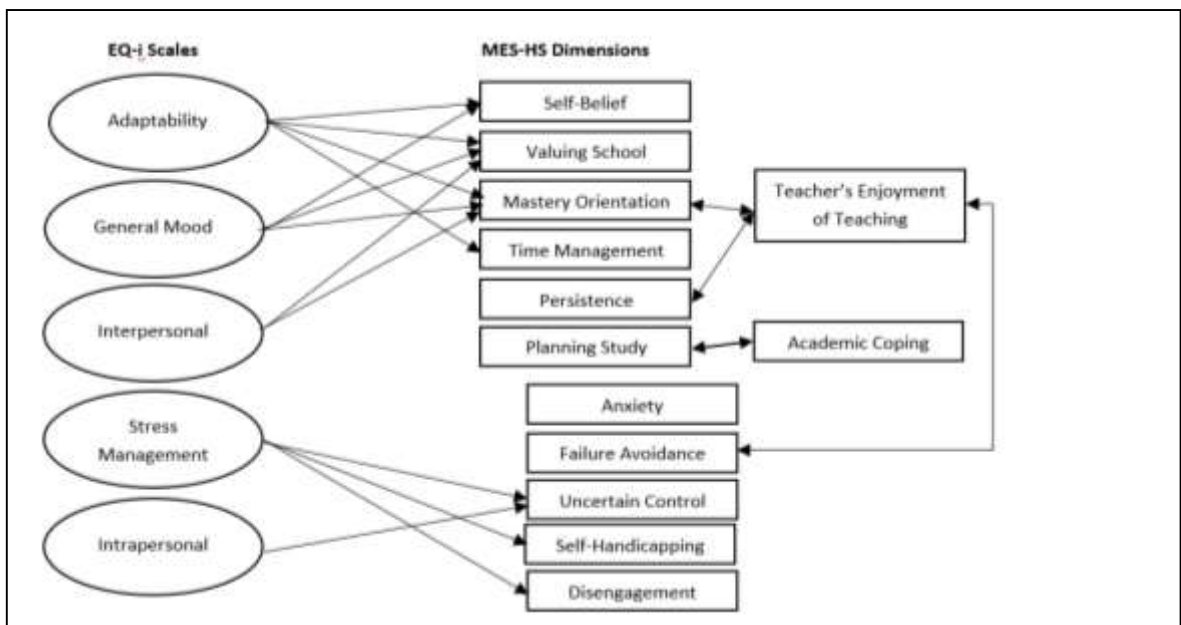 EQ-i Scales
MES-HS Dimensions
Adaptability
General Mood
Interpersonal
Stress
Management
Intrapersonal
Self-Belief
Valuing School
Mastery Orientation
Time Management
Persistence
Planning Study
Anxiety
Failure Avoidance
Uncertain Control
Self-Handicapping
Disengagement
Teacher's Enjoyment
of Teaching
Academic Coping